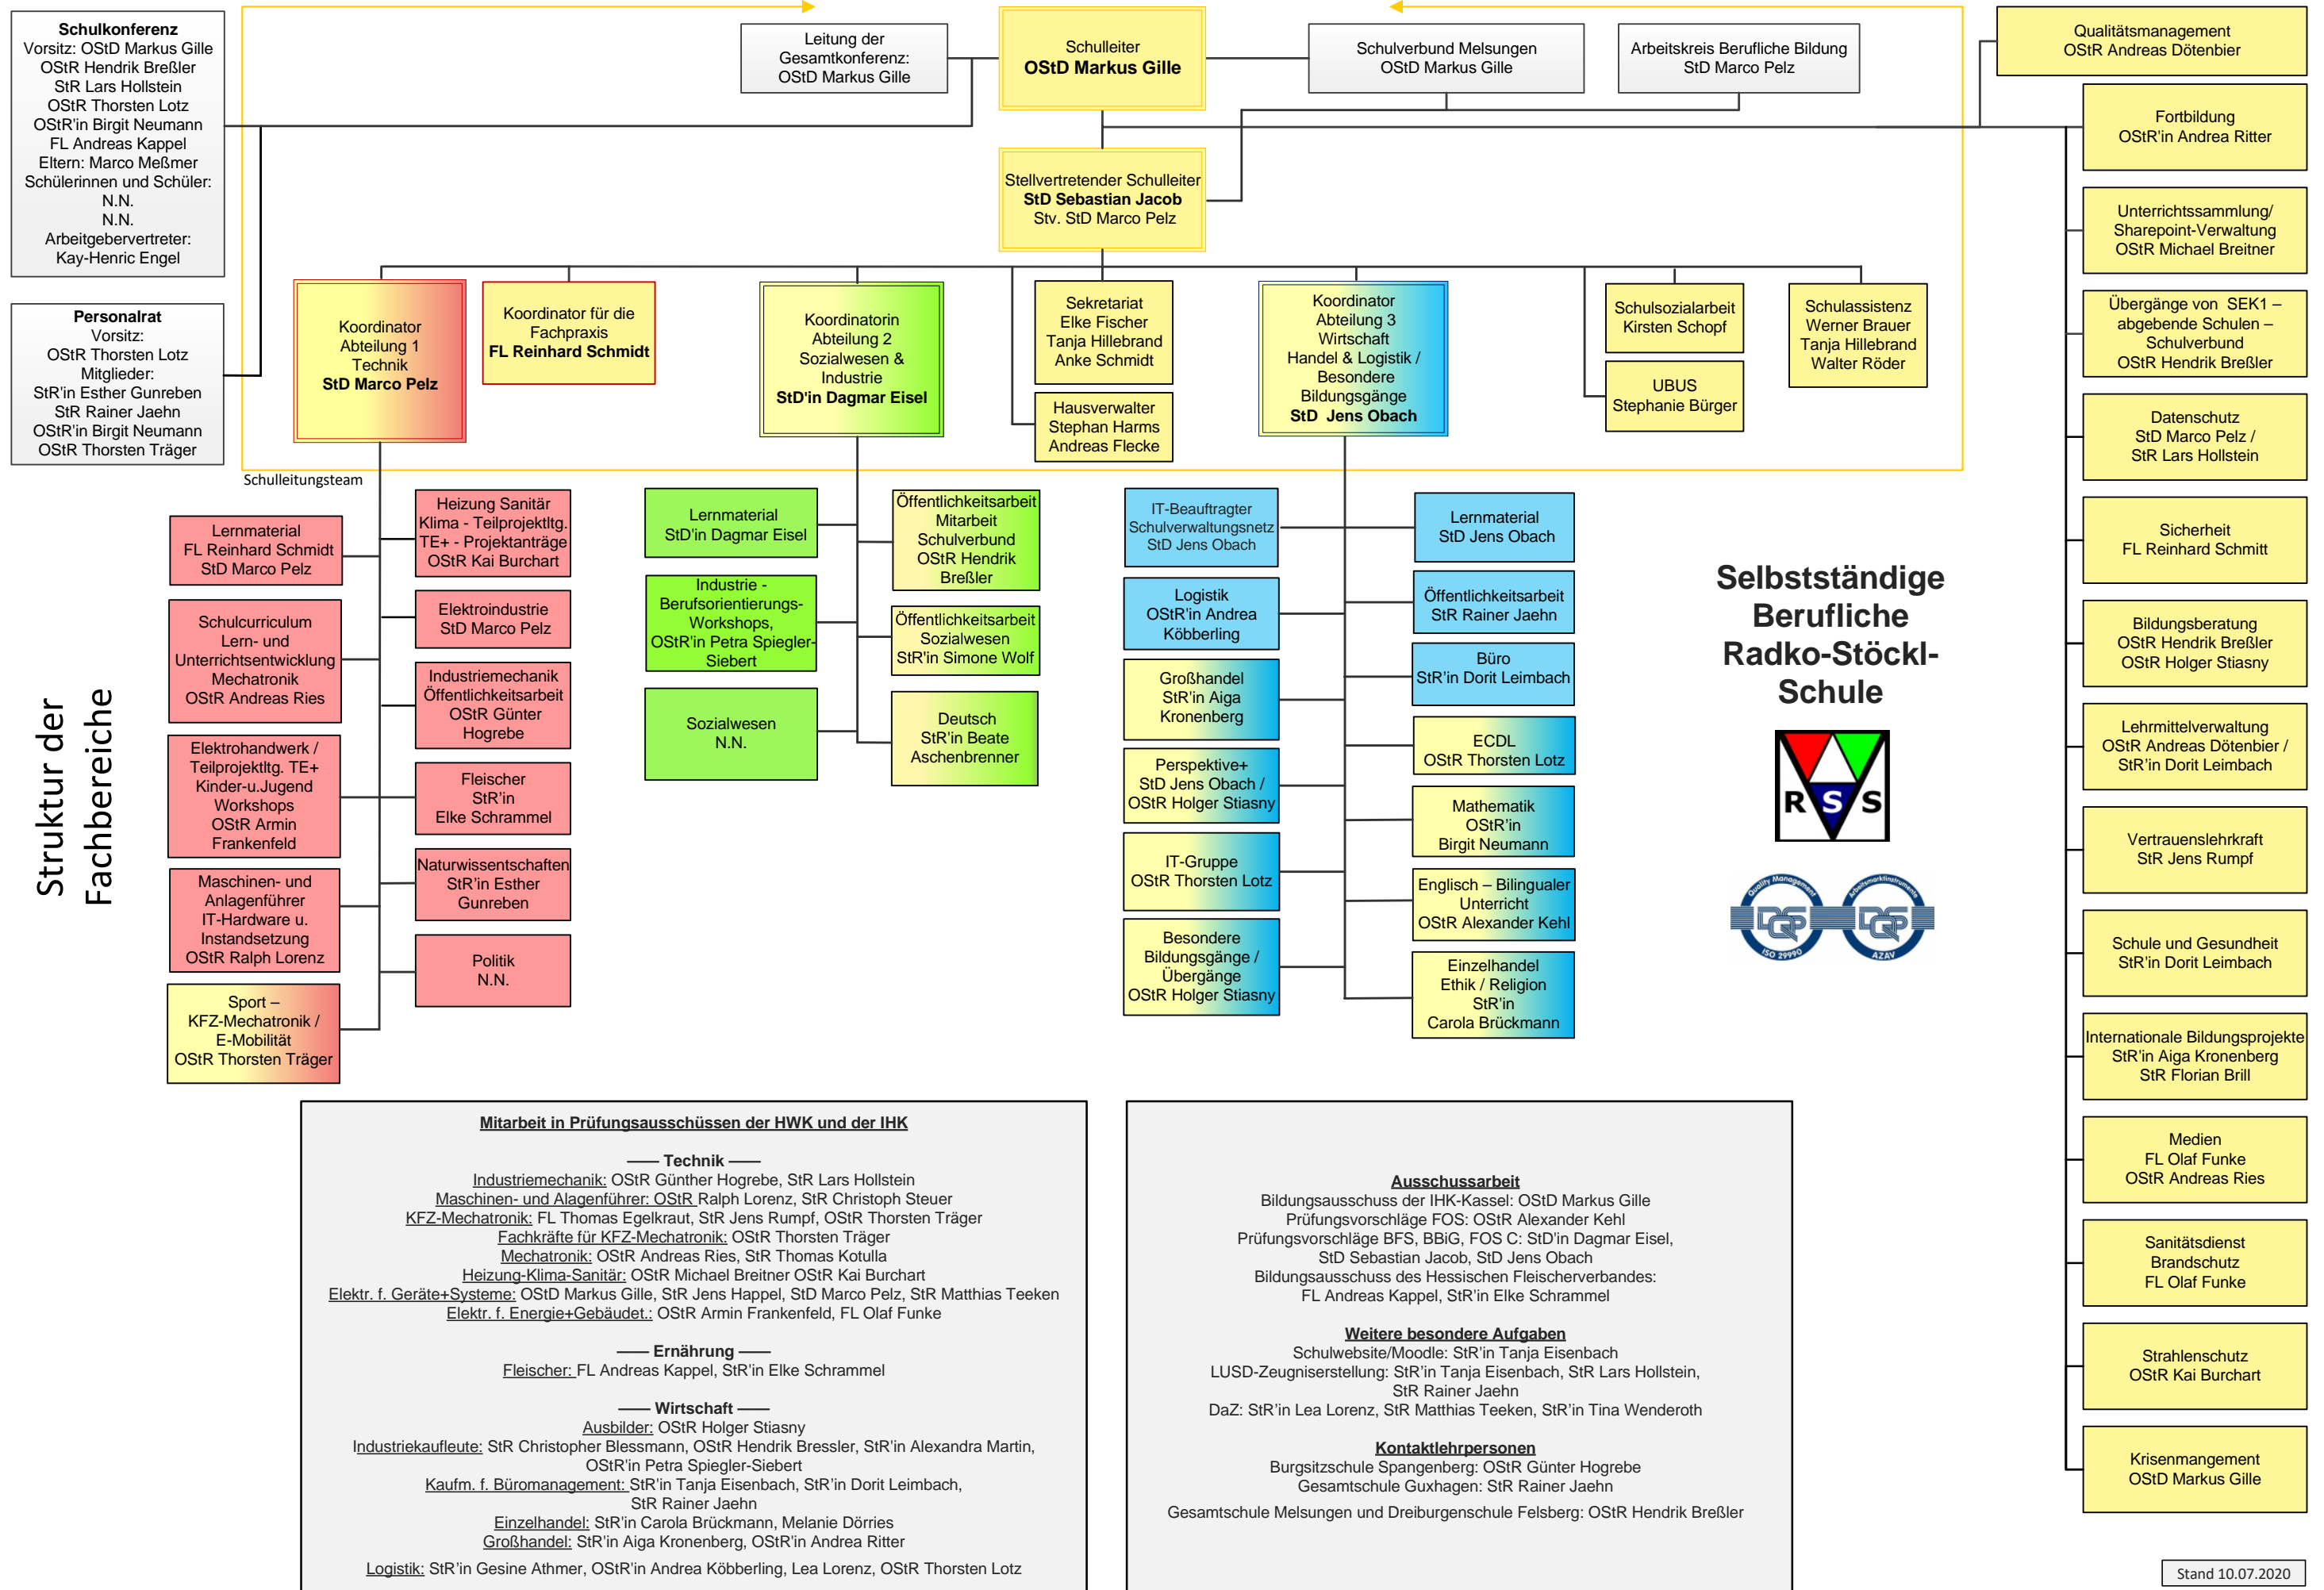 Schulkonferenz
Vorsitz: OStD Markus Gille
OStR Hendrik Breßler
StR Lars Hollstein
OStR Thorsten Lotz
OStR'in Birgit Neumann
FL Andreas Kappel
Eltern: Marco Meßmer
Schülerinnen und Schüler:
N.N.
N.N.
Arbeitgebervertreter:
Kay-Henric Engel
Personalrat
Vorsitz:
OStR Thorsten Lotz
Mitglieder:
StR'in Esther Gunreben
StR Rainer Jaehn
OStR'in Birgit Neumann
OStR Thorsten Träger
Leitung der
Gesamtkonferenz:
OStD Markus Gille
Schulleiter
OStD Markus Gille
Schulverbund Melsungen
OStD Markus Gille
Arbeitskreis Berufliche Bildung
StD Marco Pelz
Stellvertretender Schulleiter
StD Sebastian Jacob
Stv. StD Marco Pelz
Koordinator
Abteilung 1
Technik
StD Marco Pelz
Koordinator für die
Fachpraxis
FL Reinhard Schmidt
Koordinatorin
Abteilung 2
Sozialwesen &
Industrie
StD'in Dagmar Eisel
Sekretariat
Elke Fischer
Tanja Hillebrand
Anke Schmidt
Hausverwalter
Stephan Harms
Andreas Flecke
Koordinator
Abteilung 3
Wirtschaft
Handel & Logistik /
Besondere
Bildungsgänge
StD Jens Obach
Schulsozialarbeit
Kirsten Schopf
UBUS
Stephanie Bürger
Schulassistenz
Werner Brauer
Tanja Hillebrand
Walter Röder
Schulleitungsteam
Struktur der
Fachbereiche
Lernmaterial
FL Reinhard Schmidt
StD Marco Pelz
Schulcurriculum
Lern- und
Unterrichtsentwicklung
Mechatronik
OStR Andreas Ries
Elektrohandwerk /
Teilprojektltg. TE+
Kinder-u.Jugend
Workshops
OStR Armin
Frankenfeld
Maschinen- und
Anlagenführer
IT-Hardware u.
Instandsetzung
OStR Ralph Lorenz
Sport –
KFZ-Mechatronik /
E-Mobilität
OStR Thorsten Träger
Heizung Sanitär
Klima - Teilprojektltg.
TE+ - Projektanträge
OStR Kai Burchart
Elektroindustrie
StD Marco Pelz
Industriemechanik
Öffentlichkeitsarbeit
OStR Günter
Hogrebe
Fleischer
StR'in
Elke Schrammel
Naturwissenschaften
StR'in Esther
Gunreben
Politik
N.N.
Lernmaterial
StD'in Dagmar Eisel
Industrie -
Berufsorientierungs-
Workshops,
OStR'in Petra Spiegler-
Siebert
Sozialwesen
N.N.
Öffentlichkeitsarbeit
Mitarbeit
Schulverbund
OStR Hendrik
Breßler
Öffentlichkeitsarbeit
Sozialwesen
StR'in Simone Wolf
Deutsch
StR'in Beate
Aschenbrenner
IT-Beauftragter
Schulverwaltungsnetz
StD Jens Obach
Logistik
OStR'in Andrea
Köbberling
Großhandel
StR'in Aiga
Kronenberg
Perspektive+
StD Jens Obach /
OStR Holger Stiasny
IT-Gruppe
OStR Thorsten Lotz
Besondere
Bildungsgänge /
Übergänge
OStR Holger Stiasny
Lernmaterial
StD Jens Obach
Öffentlichkeitsarbeit
StR Rainer Jaehn
Büro
StR'in Dorit Leimbach
ECDL
OStR Thorsten Lotz
Mathematik
OStR'in
Birgit Neumann
Englisch – Bilingualer
Unterricht
OStR Alexander Kehl
Einzelhandel
Ethik / Religion
StR'in
Carola Brückmann
Selbstständige
Berufliche
Radko-Stöckl-
Schule
R S S
Quality Management
DQS
ISO 29990
Arbeitsmarktinstrumente
DQS
AZAV
Qualitätsmanagement
OStR Andreas Dötenbier
Fortbildung
OStR'in Andrea Ritter
Unterrichtssammlung/
Sharepoint-Verwaltung
OStR Michael Breitner
Übergänge von SEK1 –
abgebende Schulen –
Schulverbund
OStR Hendrik Breßler
Datenschutz
StD Marco Pelz /
StR Lars Hollstein
Sicherheit
FL Reinhard Schmitt
Bildungsberatung
OStR Hendrik Breßler
OStR Holger Stiasny
Lehrmittelverwaltung
OStR Andreas Dötenbier /
StR'in Dorit Leimbach
Vertrauenslehrkraft
StR Jens Rumpf
Schule und Gesundheit
StR'in Dorit Leimbach
Internationale Bildungsprojekte
StR'in Aiga Kronenberg
StR Florian Brill
Medien
FL Olaf Funke
OStR Andreas Ries
Sanitätsdienst
Brandschutz
FL Olaf Funke
Strahlenschutz
OStR Kai Burchart
Krisenmangement
OStD Markus Gille
Mitarbeit in Prüfungsausschüssen der HWK und der IHK
—— Technik ——
Industriemechanik: OStR Günther Hogrebe, StR Lars Hollstein
Maschinen- und Alagenführer: OStR Ralph Lorenz, StR Christoph Steuer
KFZ-Mechatronik: FL Thomas Egelkraut, StR Jens Rumpf, OStR Thorsten Träger
Fachkräfte für KFZ-Mechatronik: OStR Thorsten Träger
Mechatronik: OStR Andreas Ries, StR Thomas Kotulla
Heizung-Klima-Sanitär: OStR Michael Breitner OStR Kai Burchart
Elektr. f. Geräte+Systeme: OStD Markus Gille, StR Jens Happel, StD Marco Pelz, StR Matthias Teeken
Elektr. f. Energie+Gebäudet.: OStR Armin Frankenfeld, FL Olaf Funke
—— Ernährung ——
Fleischer: FL Andreas Kappel, StR'in Elke Schrammel
—— Wirtschaft ——
Ausbilder: OStR Holger Stiasny
Industriekaufleute: StR Christopher Blessmann, OStR Hendrik Bressler, StR'in Alexandra Martin,
OStR'in Petra Spiegler-Siebert
Kaufm. f. Büromanagement: StR'in Tanja Eisenbach, StR'in Dorit Leimbach,
StR Rainer Jaehn
Einzelhandel: StR'in Carola Brückmann, Melanie Dörries
Großhandel: StR'in Aiga Kronenberg, OStR'in Andrea Ritter
Logistik: StR'in Gesine Athmer, OStR'in Andrea Köbberling, Lea Lorenz, OStR Thorsten Lotz
Ausschussarbeit
Bildungsausschuss der IHK-Kassel: OStD Markus Gille
Prüfungsvorschläge FOS: OStR Alexander Kehl
Prüfungsvorschläge BFS, BBiG, FOS C: StD'in Dagmar Eisel,
StD Sebastian Jacob, StD Jens Obach
Bildungsausschuss des Hessischen Fleischerverbandes:
FL Andreas Kappel, StR'in Elke Schrammel
Weitere besondere Aufgaben
Schulwebsite/Moodle: StR'in Tanja Eisenbach
LUSD-Zeugniserstellung: StR'in Tanja Eisenbach, StR Lars Hollstein,
StR Rainer Jaehn
DaZ: StR'in Lea Lorenz, StR Matthias Teeken, StR'in Tina Wenderoth
Kontaktlehrpersonen
Burgsitzschule Spangenberg: OStR Günter Hogrebe
Gesamtschule Guxhagen: StR Rainer Jaehn
Gesamtschule Melsungen und Dreiburgenschule Felsberg: OStR Hendrik Breßler
Stand 10.07.2020